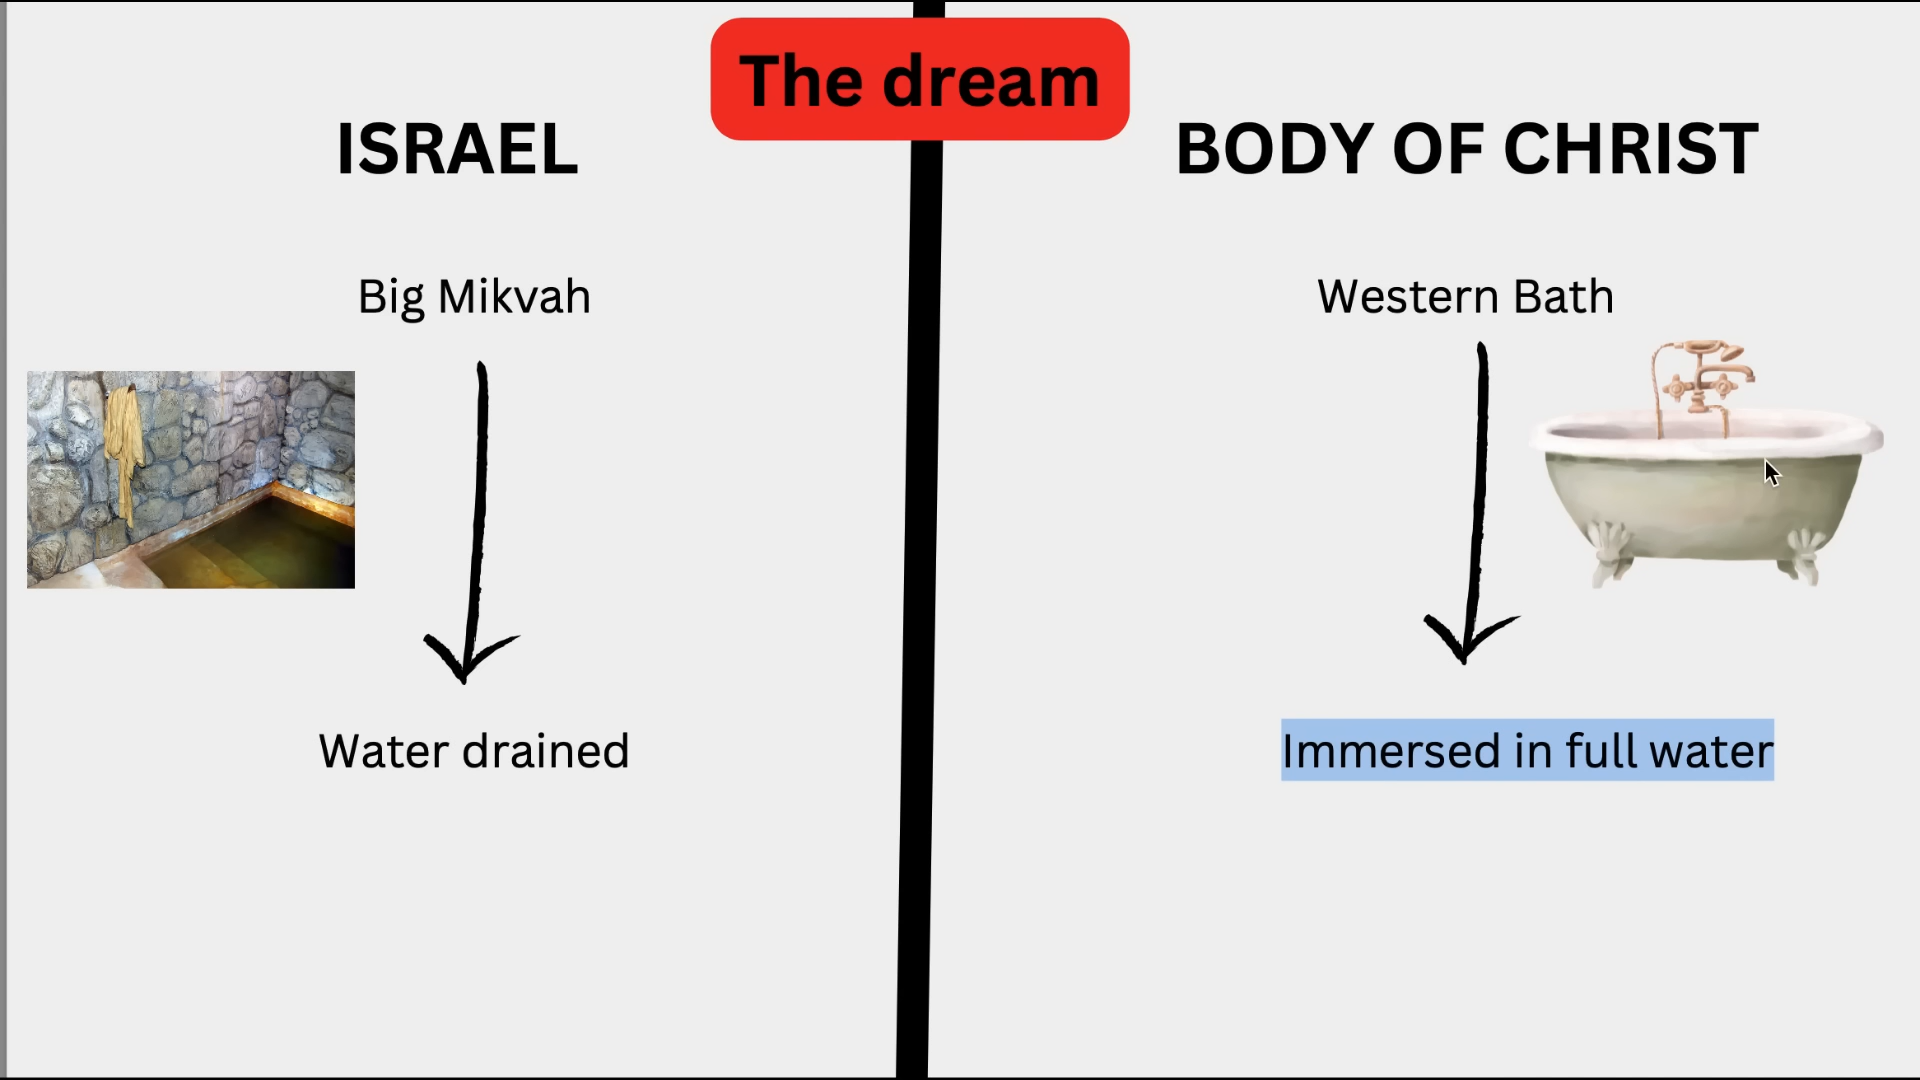 The dream
ISRAEL
Big Mikvah
Water drained
BODY OF CHRIST
Western Bath
Immersed in full water